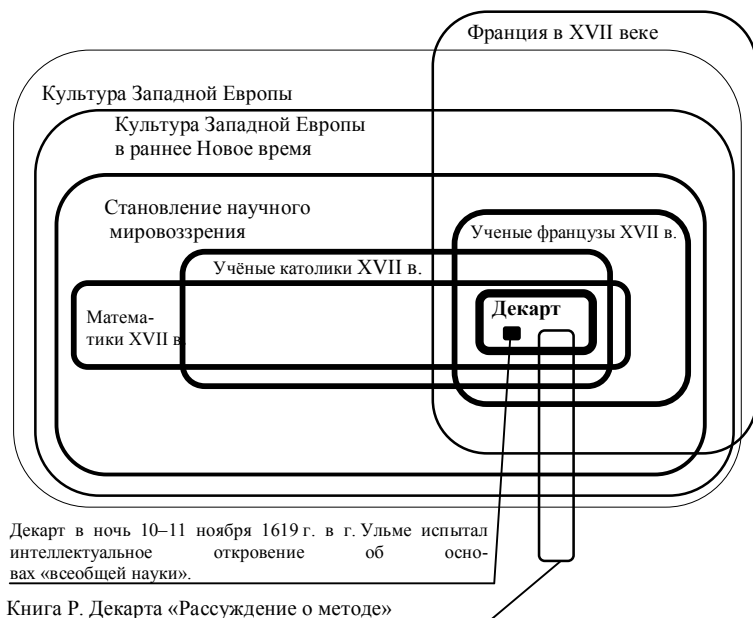 Франция в XVII веке
Культура Западной Европы
Культура Западной Европы
в раннее Новое время
Становление научного
мировоззрения
Ученые французы XVII в.
Учёные католики XVII в.
Декарт
Матема-
тики XVII в.
Декарт в ночь 10–11 ноября 1619 г. в г. Ульме испытал
интеллектуальное откровение об осно-
вах «всеобщей науки».
Книга Р. Декарта «Рассуждение о методе»